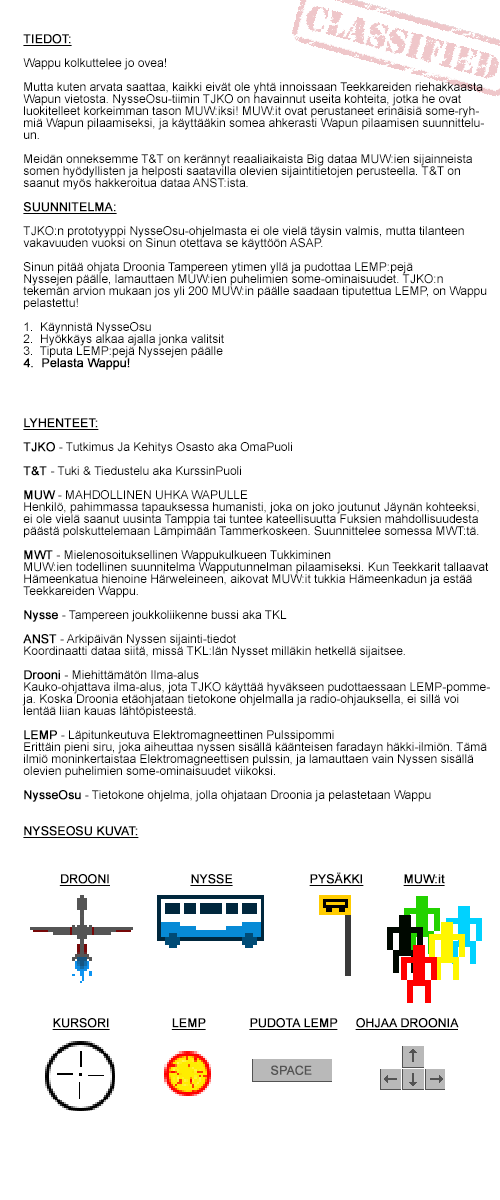 CLASSIFIED
TIEDOT:
Wappu kolkuttelee jo ovea!
Mutta kuten arvata saattaa, kaikki eivät ole yhtä innoissaan Teekkareiden riehakkaasta
Wapun vietosta. NysseOsu-tiimin TJKO on havainnut useita kohteita, jotka he ovat
luokitelleet korkeimman tason MUW:iksi! MUW:it ovat perustaneet erinäisiä some-ryh-
miä Wapun pilaamiseksi, ja käyttääkin somea ahkerasti Wapun pilaamisen suunnittelu-
un.
Meidän onneksemme T&T on kerännyt reaaliaikaista Big dataa MUW:ien sijainneista
somen hyödyllisten ja helposti saatavilla olevien sijaintitietojen perusteella. T&T on
saanut myös hakkeroitua dataa ANST:ista.
SUUNNITELMA:
TJKO:n prototyyppi NysseOsu-ohjelmasta ei ole vielä täysin valmis, mutta tilanteen
vakavuuden vuoksi on Sinun otettava se käyttöön ASAP.
Sinun pitää ohjata Droonia Tampereen ytimen yllä ja pudottaa LEMP:pejä
Nyssejen päälle, lamauttaen MUW:ien puhelimien some-ominaisuudet. TJKO:n
tekemän arvion mukaan jos yli 200 MUW:in päälle saadaan tiputettua LEMP, on Wappu
pelastettu!
1. Käynnistä NysseOsu
2. Hyökkäys alkaa ajalla jonka valitsit
3. Tiputa LEMP:pejä Nyssejen päälle
4. Pelasta Wappu!
LYHENTEET:
TJKO - Tutkimus Ja Kehitys Osasto aka OmaPuoli
T&T - Tuki & Tiedustelu aka KurssinPuoli
MUW - MAHDOLLINEN UHKA WAPULLE
Henkilö, pahimmassa tapauksessa humanisti, joka on joko joutunut Jäynän kohteeksi,
ei ole vielä saanut uusinta Tamppia tai tuntee kateellisuutta Fuksien mahdollisuudesta
päästä polskuttelemaan Lämpimään Tammerkoskeen. Suunnittelee somessa MWT:tä.
MWT - Mielenosoituksellinen Wappukulkueen Tukkiminen
MUW:ien todellinen suunnitelma Wapputunnelman pilaamiseksi. Kun Teekkarit tallaavat
Hämeenkatua hienoine Härweleineen, aikovat MUW:it tukkia Hämeenkadun ja estää
Teekkareiden Wappu.
Nysse - Tampereen joukkoliikenne bussi aka TKL
ANST - Arkipäivän Nyssen sijainti-tiedot
Koordinaatti dataa siitä, missä TKL:län Nysset milläkin hetkellä sijaitsee.
Drooni - Miehittämätön Ilma-alus
Kauko-ohjattava ilma-alus, jota TJKO käyttää hyväkseen pudottaessaan LEMP-pomme-
ja. Koska Droonia etäohjataan tietokone ohjelmalla ja radio-ohjauksella, ei sillä voi
lentää liian kauas lähtöpisteestä.
LEMP - Läpitunkeutuva Elektromagneettinen Pulssipommi
Erittäin pieni siru, joka aiheuttaa nyssen sisällä käänteisen faradayn häkki-ilmiön. Tämä
ilmiö moninkertaistaa Elektromagneettisen pulssin, ja lamauttaen vain Nyssen sisällä
olevien puhelimien some-ominaisuudet viikoksi.
NysseOsu - Tietokone ohjelma, jolla ohjataan Droonia ja pelastetaan Wappu
NYSSEOSU KUVAT:
DROONI NYSSE PYSÄKKI MUW:it
KURSORI LEMP PUDOTA LEMP OHJAA DROONIA
SPACE
↑
← ↓ →